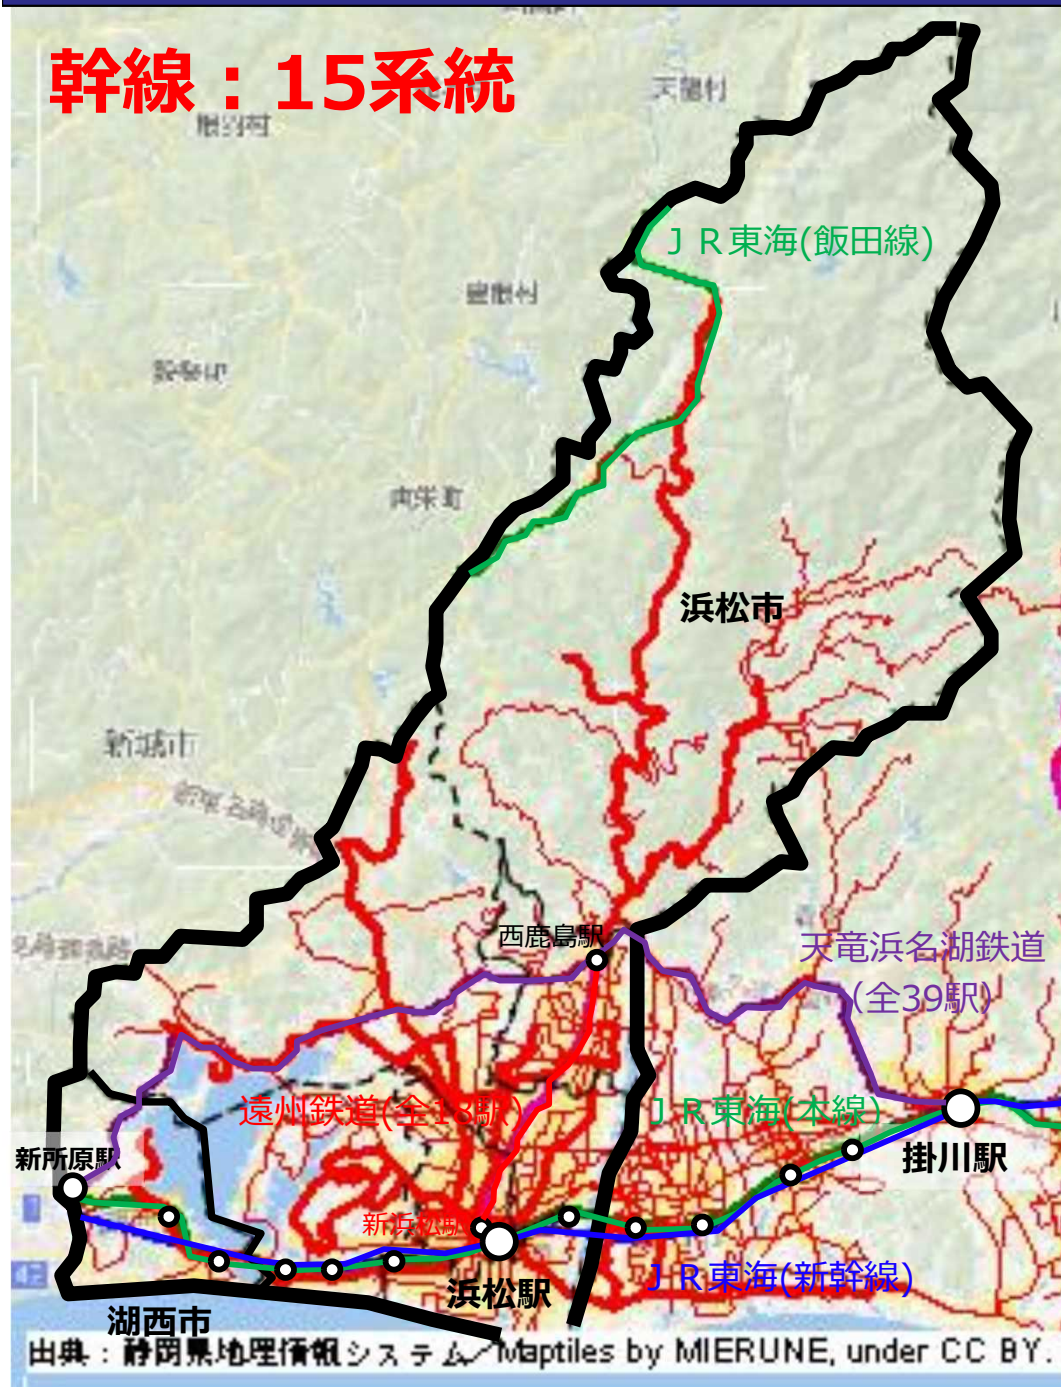 幹線：15系統
天龍村
ＪＲ東海(飯田線)
浜松市
新城市
西鹿島駅
天竜浜名湖鉄道
（全39駅）
遠州鉄道(全18駅)
ＪＲ東海(本線)
新所原駅
掛川駅
新浜松駅
浜松駅
ＪＲ東海(新幹線)
湖西市
出典：静岡県地理情報システム／Maptiles by MIERUNE, under CC BY.